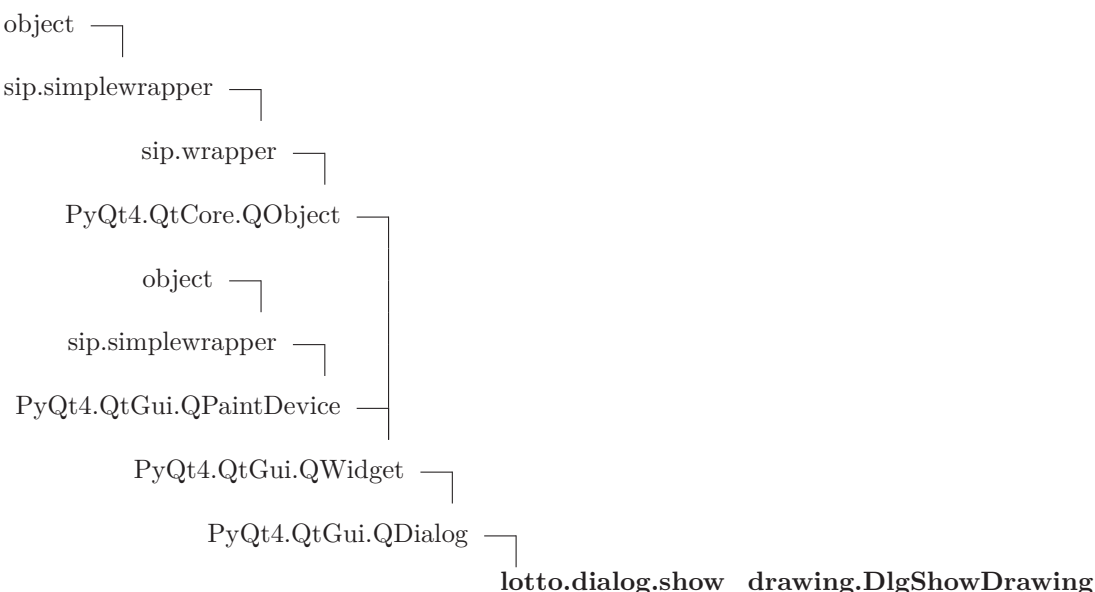 object
sip.simplewrapper
sip.wrapper
PyQt4.QtCore.QObject
object
sip.simplewrapper
PyQt4.QtGui.QPaintDevice
PyQt4.QtGui.QWidget
PyQt4.QtGui.QDialog
lotto.dialog.show drawing.DlgShowDrawing